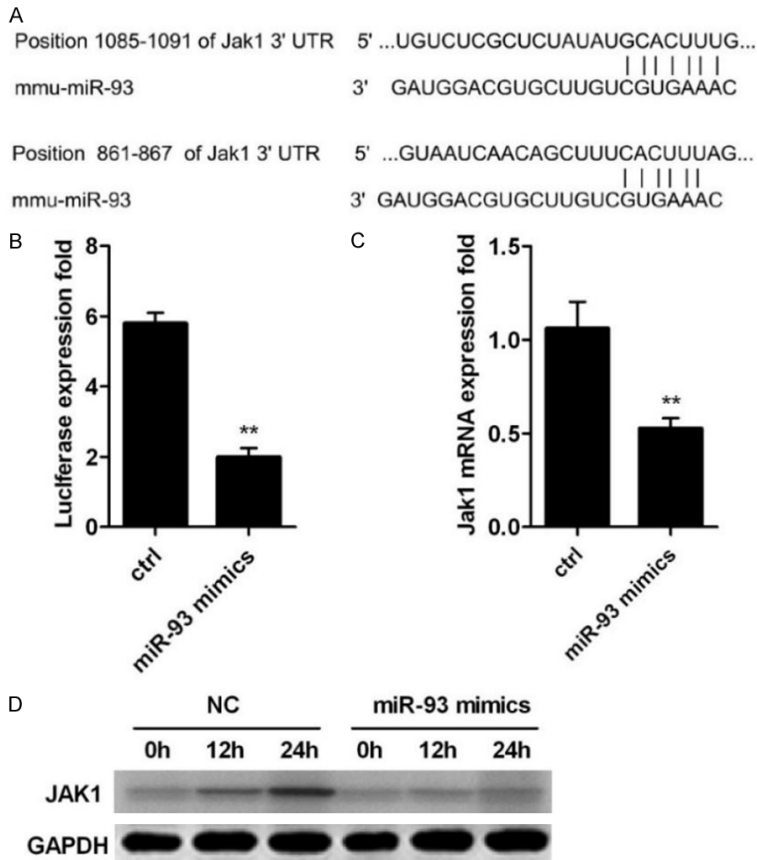 A
Position 1085-1091 of Jak1 3' UTR 5' ...UGUCUCGCUCUAUAUGCACUUUG...
mmu-miR-93 3' GAUGGACGUGCUUGUCGUGAAAC
Position 861-867 of Jak1 3' UTR 5' ...GUAAUCAACAGCUUUCACUUUAG...
mmu-miR-93 3' GAUGGACGUGCUUGUCGUGAAAC
B
Luciferase expression fold
8
6
4
2
0
**
ctrl
miR-93 mimics
C
Jak1 mRNA expression fold
1.5
1.0
0.5
0.0
**
ctrl
miR-93 mimics
D
NC miR-93 mimics
0h 12h 24h 0h 12h 24h
JAK1
GAPDH